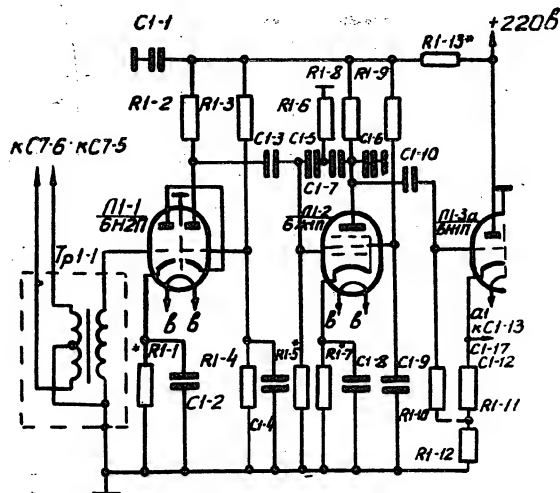 С1-1
+220в
R1-13*
R1-8
R1-9
R1-2
R1-3
R1-6
кС7-6 кС7-5
С1-3
С1-5
С1-6
С1-10
С1-7
Л1-1
6Н2П
Л1-2
Л1-3а
6Н1П
Тр1-1
в в
в в
в
а1
кС1-13
*R1-1
R1-4
R1-5*
R1-7*
С1-9
С1-17
С1-12
С1-8
С1-2
С1-4
R1-10
R1-11
R1-12